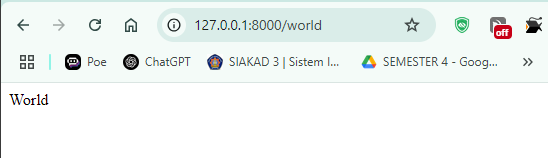 127.0.0.1:8000/world
off
Poe ChatGPT SIAKAD 3 | Sistem I... SEMESTER 4 - Goog...
World